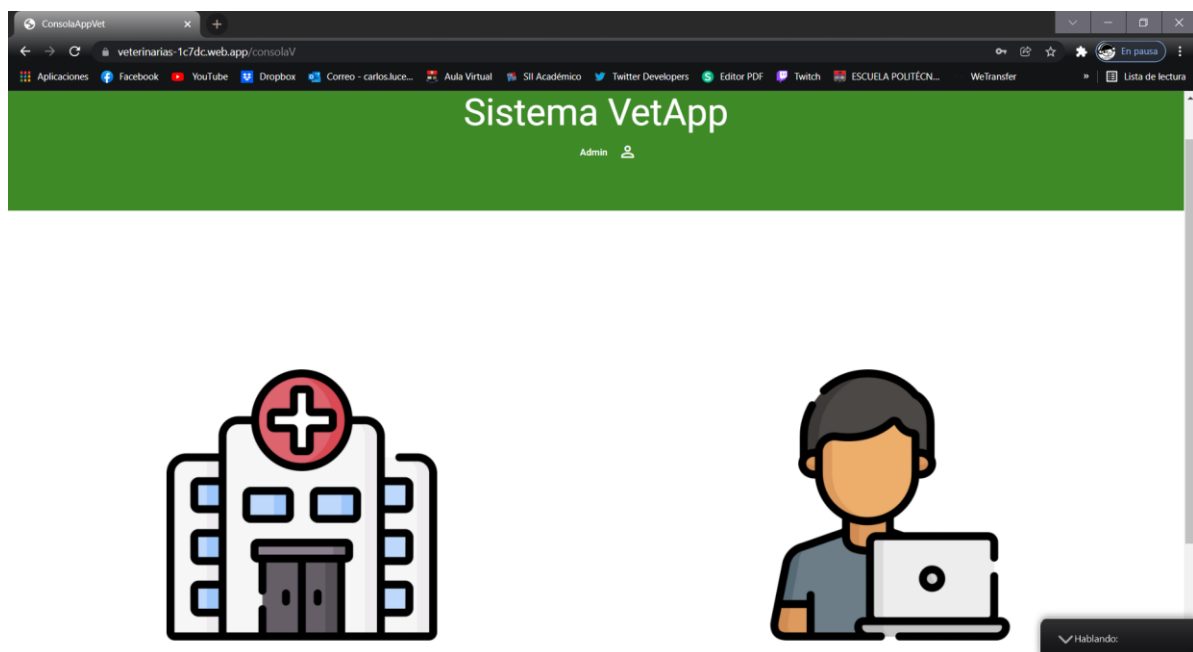 ConsolaAppVet
veterinarias-1c7dc.web.app/consolaV
En pausa
Aplicaciones Facebook YouTube Dropbox Correo - carlos.luce... Aula Virtual SII Académico Twitter Developers Editor PDF Twitch ESCUELA POLITÉCN... WeTransfer » Lista de lectura
Sistema VetApp
Admin
Hablando: